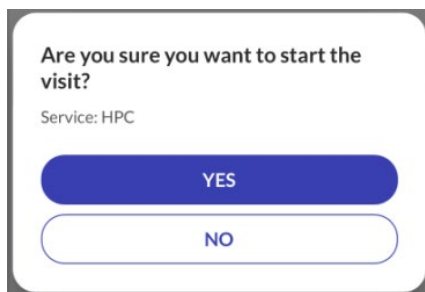 Are you sure you want to start the
visit?
Service: HPC
YES
NO